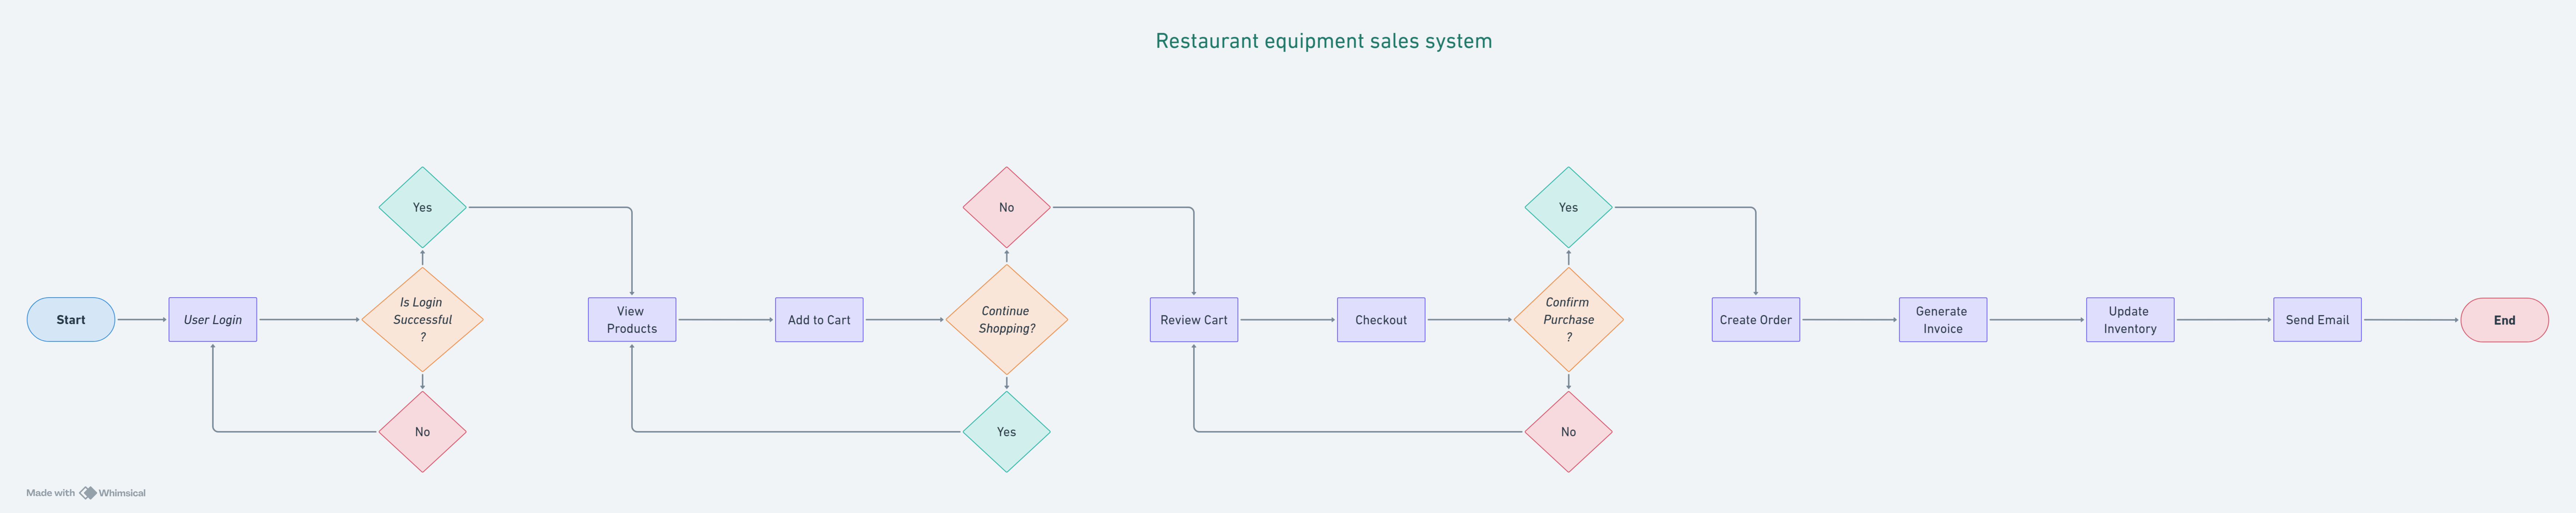 Restaurant equipment sales system
Start
User Login
Is Login
Successful
?
Yes
No
View
Products
Add to Cart
Continue
Shopping?
No
Yes
Review Cart
Checkout
Confirm
Purchase
?
Yes
No
Create Order
Generate
Invoice
Update
Inventory
Send Email
End
Made with Whimsical